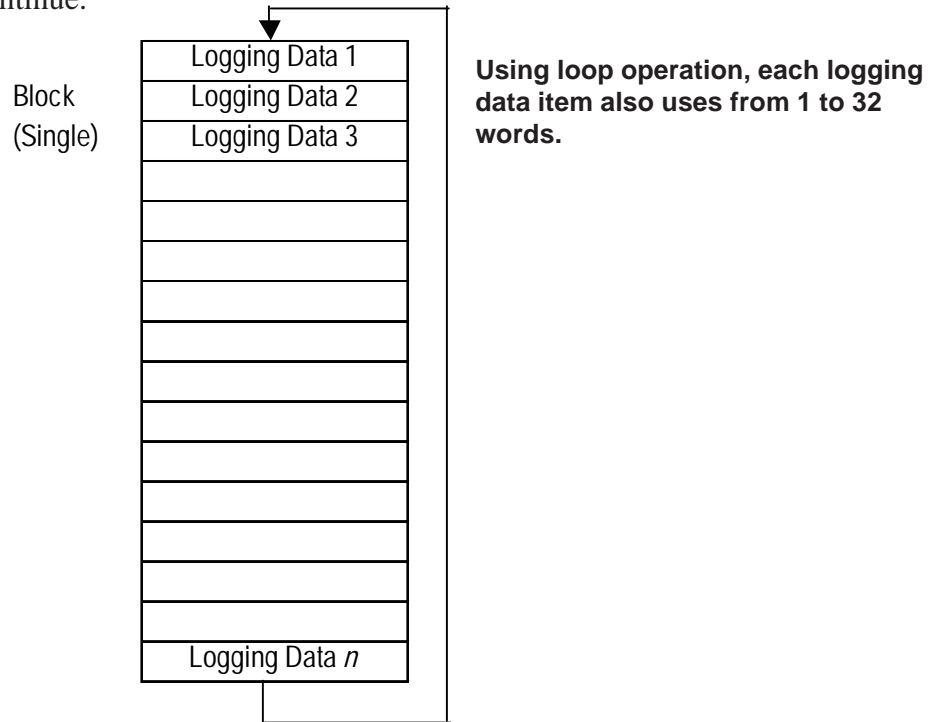 Logging Data 1
Block
(Single)
Logging Data 2
Logging Data 3
Logging Data n
Using loop operation, each logging
data item also uses from 1 to 32
words.